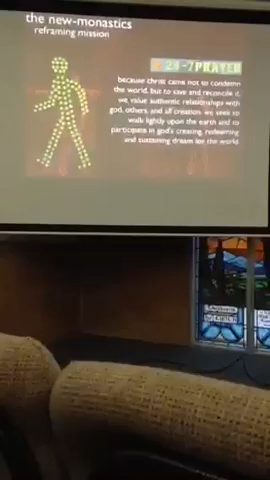 the new-monastics
reframing mission
24-7PRAYER
because christ came not to condemn
the world, but to save and reconcile it,
we value authentic relationships with
god, others, and all creation. we seek to
walk lightly upon the earth and to
participate in god's creating, redeeming
and sustaining dream for the world.